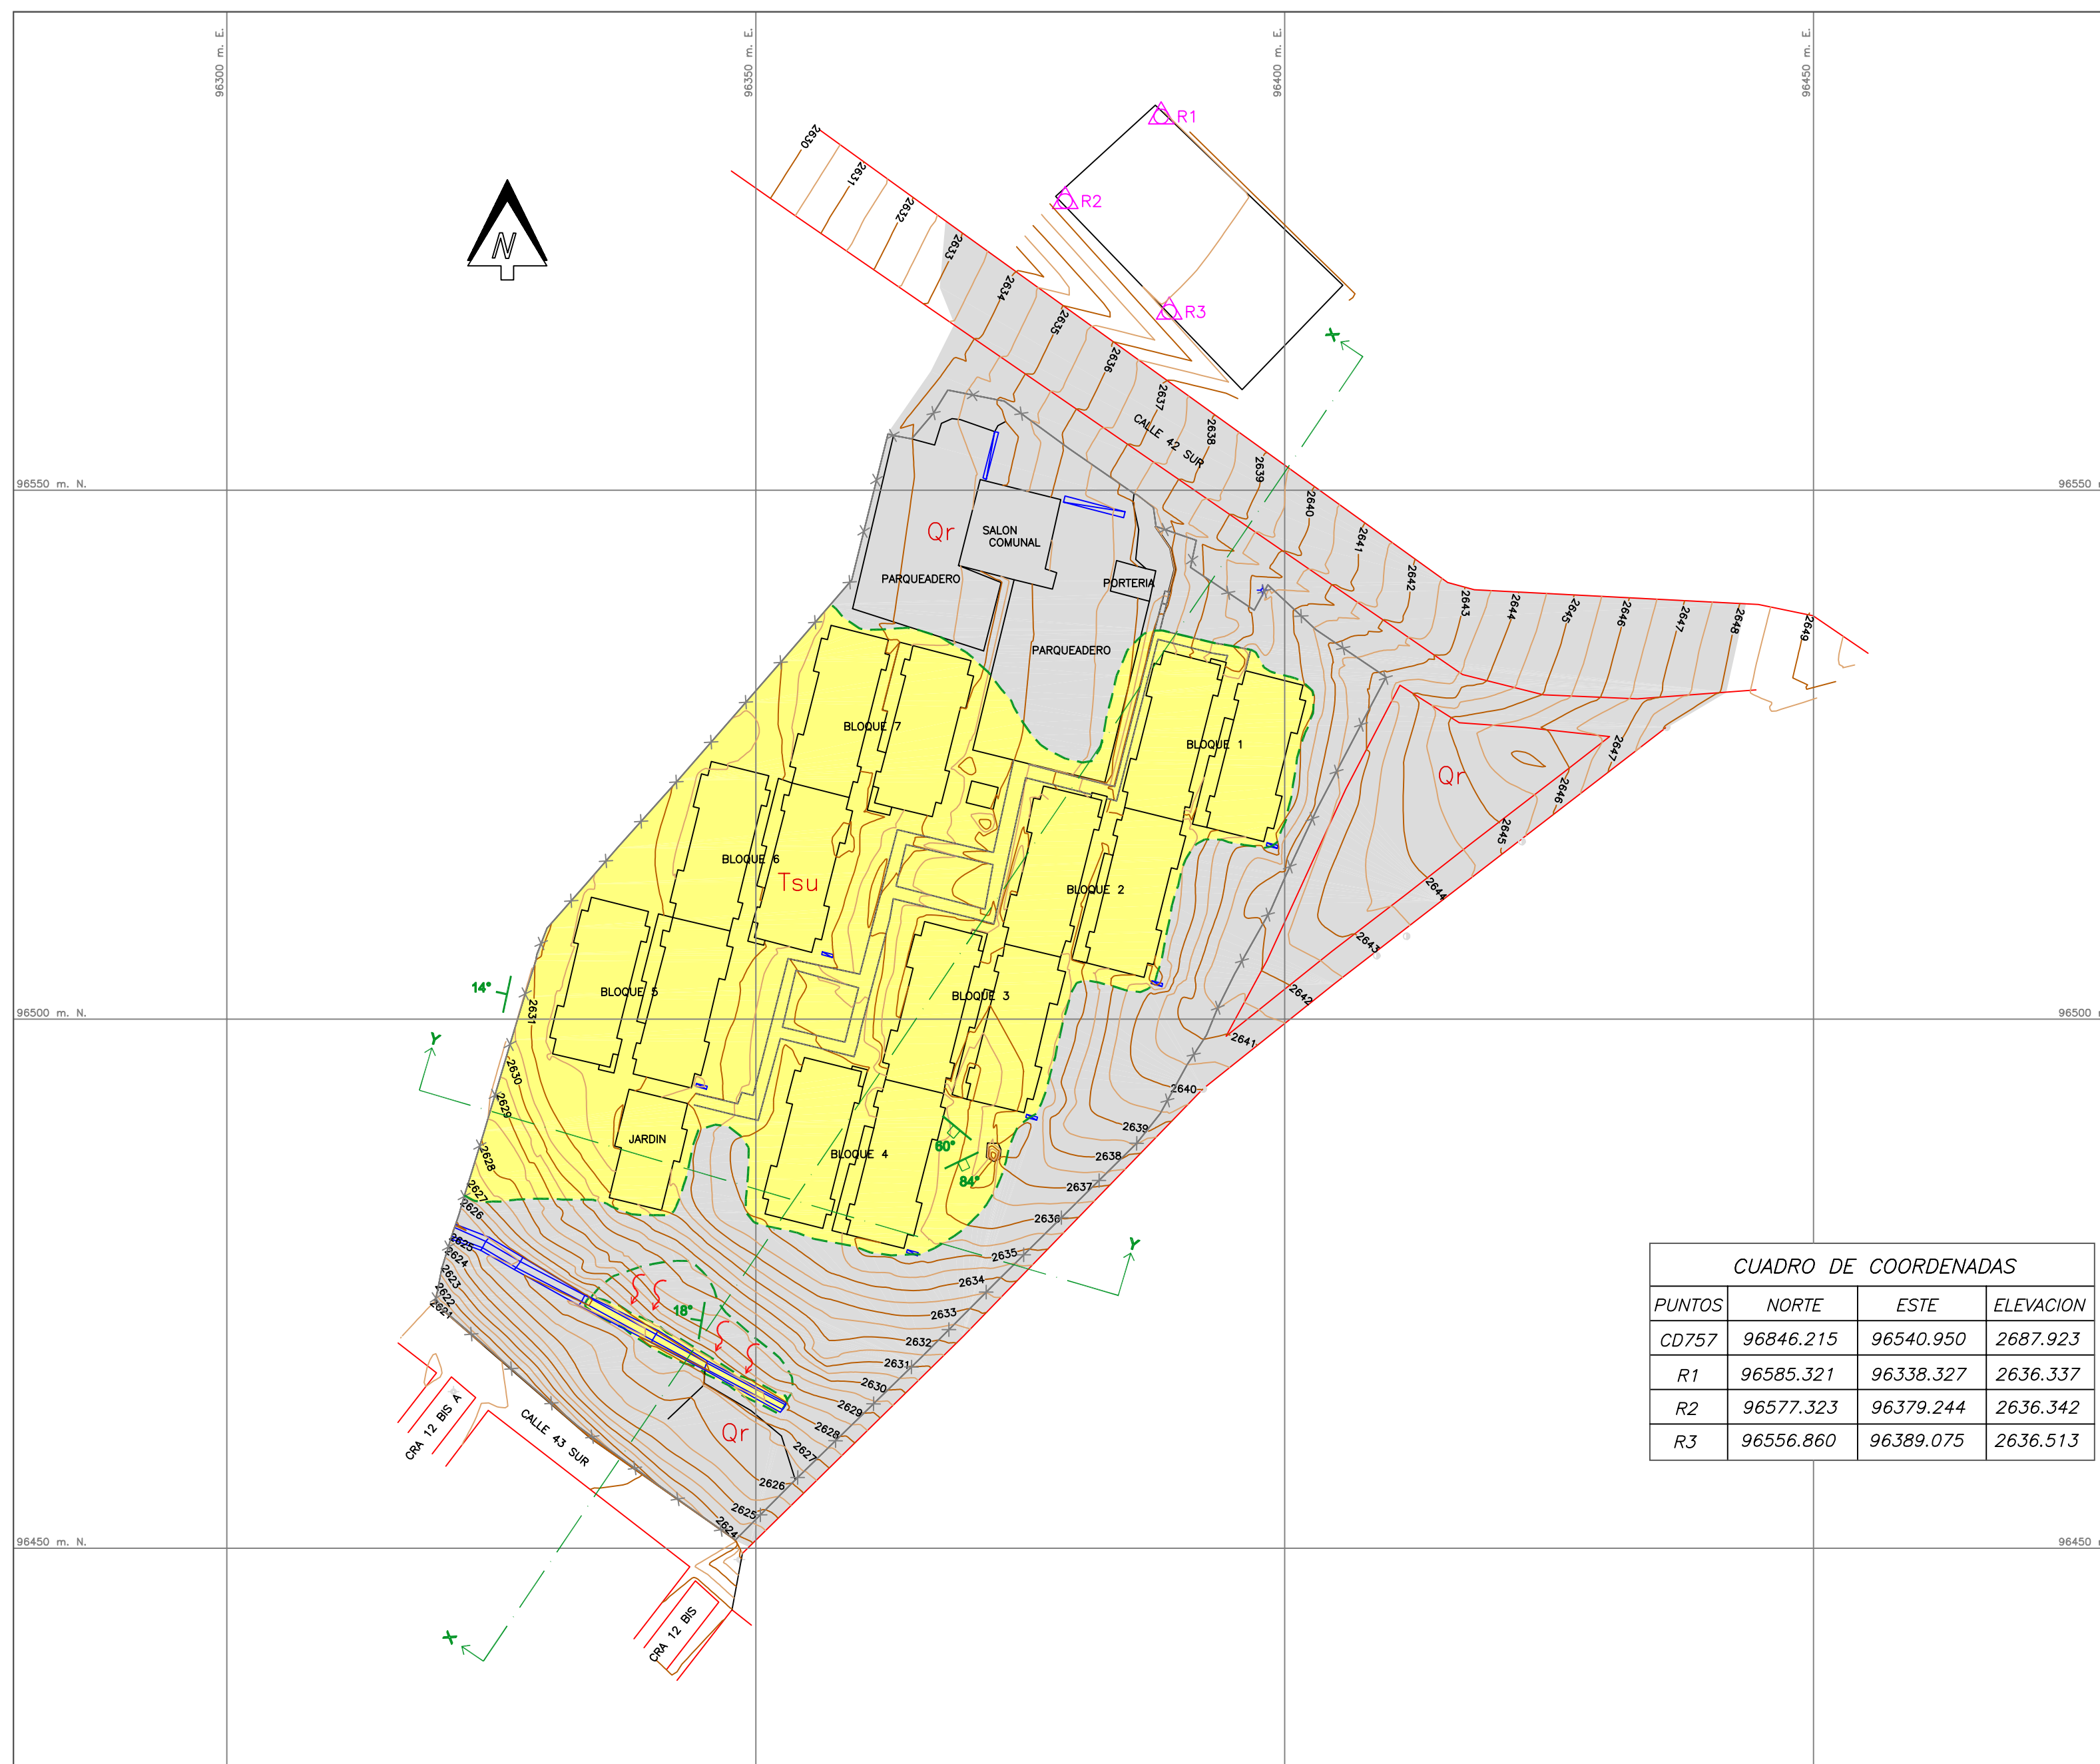 96300 m. E.
96350 m. E.
96400 m. E.
96450 m. E.
R1
R2
R3
N
2630
2631
2632
2633
2634
2635
2636
2637
2638
2639
2640
2641
2642
2643
2644
2645
2646
2647
2648
2649
X
CALLE 42 SUR
96550 m. N.
96550 m
Qr
SALON
COMUNAL
PARQUEADERO
PORTERIA
PARQUEADERO
BLOQUE 7
BLOQUE 1
Qr
2647
2646
2645
2644
2643
2642
2641
2640
2639
2638
2637
2636
2635
2634
2633
2632
2631
2630
2629
2628
2627
2626
2625
2624
BLOQUE 6
Tsu
BLOQUE 2
BLOQUE 5
BLOQUE 3
14°
96500 m. N.
96500 m
Y
2631
2630
2629
2628
2627
2626
2625
2624
2623
2622
2621
JARDIN
BLOQUE 4
60°
84°
Y
18°
Qr
CRA 12 BIS A
CALLE 43 SUR
96450 m. N.
96450 m
CRA 12 BIS
X
CUADRO DE COORDENADAS
PUNTOS NORTE ESTE ELEVACION
CD757 96846.215 96540.950 2687.923
R1 96585.321 96338.327 2636.337
R2 96577.323 96379.244 2636.342
R3 96556.860 96389.075 2636.513